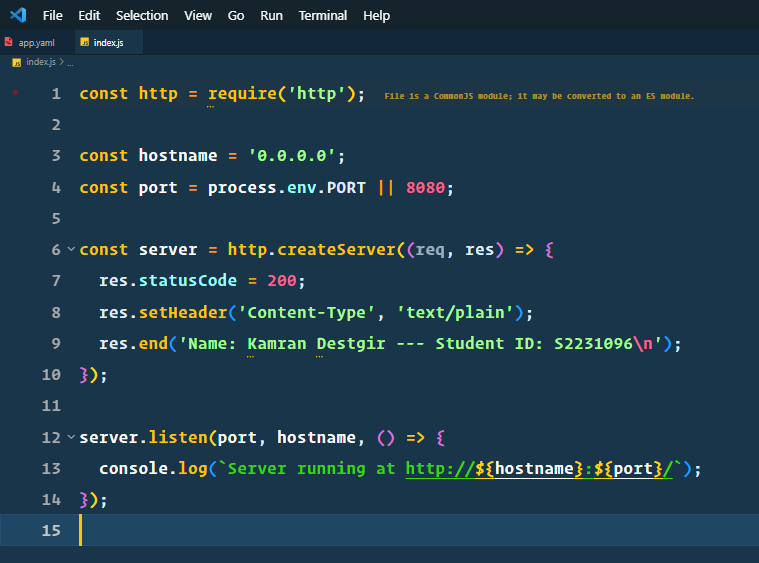 File Edit Selection View Go Run Terminal Help
app.yaml index.js
index.js > ...
1 const http = require('http'); File is a CommonJS module; it may be converted to an ES module.
2
3 const hostname = '0.0.0.0';
4 const port = process.env.PORT || 8080;
5
6 const server = http.createServer((req, res) => {
7   res.statusCode = 200;
8   res.setHeader('Content-Type', 'text/plain');
9   res.end('Name: Kamran Destgir --- Student ID: S2231096\n');
10 });
11
12 server.listen(port, hostname, () => {
13   console.log(`Server running at http://${hostname}:${port}/`);
14 });
15